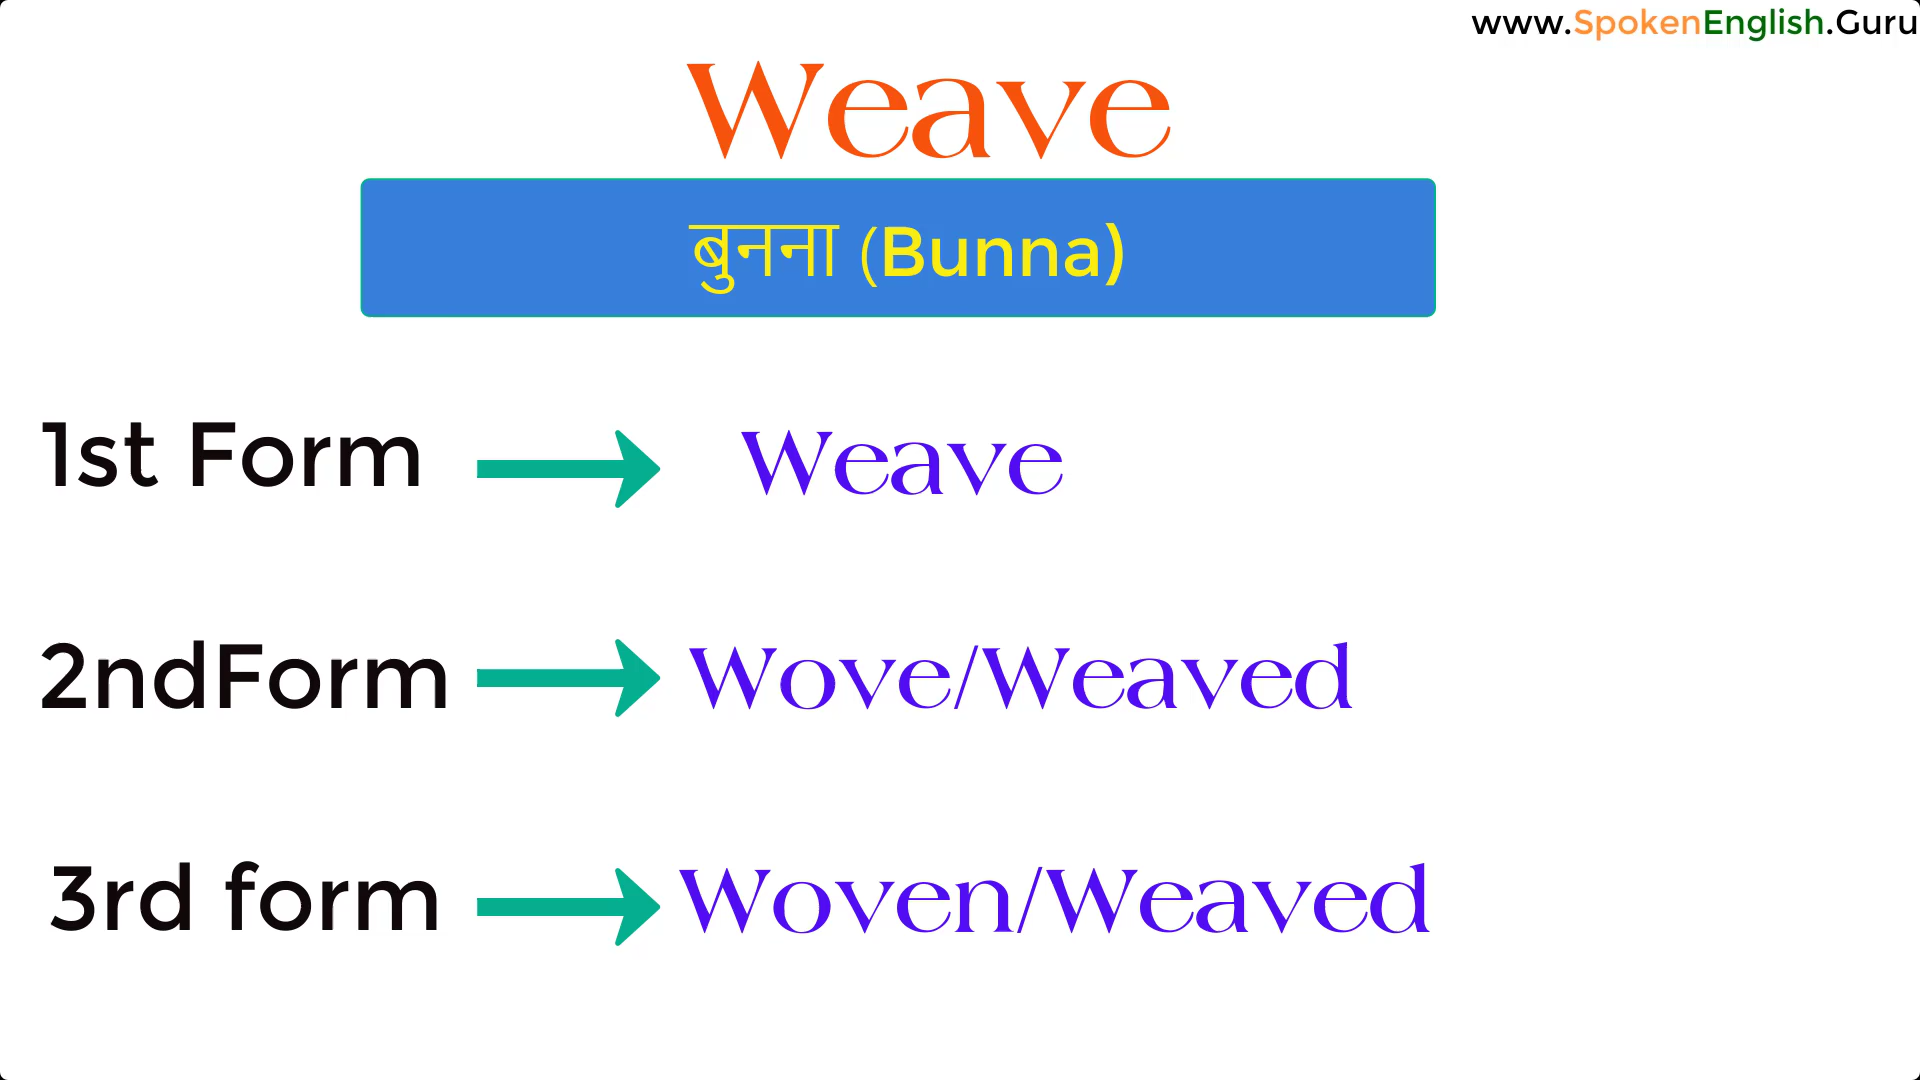 www.SpokenEnglish.Guru
Weave
बुनना (Bunna)
1st Form Weave
2ndForm Wove/Weaved
3rd form Woven/Weaved